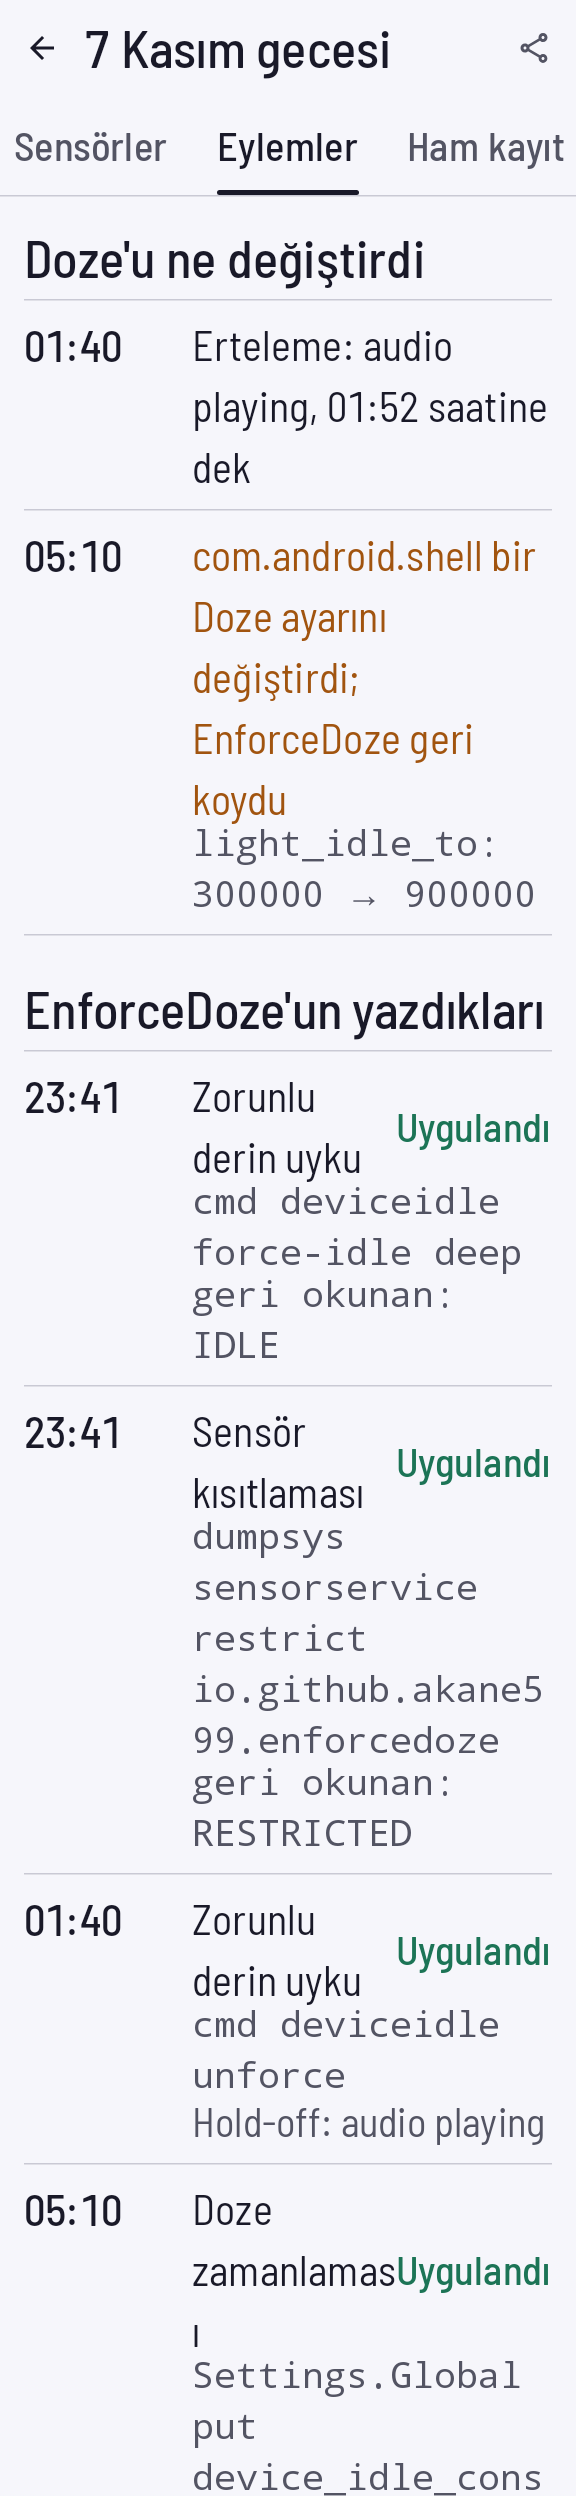 7 Kasım gecesi
Sensörler Eylemler Ham kayıt
Doze'u ne değiştirdi
01:40 Erteleme: audio
playing, 01:52 saatine
dek
05:10 com.android.shell bir
Doze ayarını
değiştirdi;
EnforceDoze geri
koydu
light_idle_to:
300000 → 900000
EnforceDoze'un yazdıkları
23:41 Zorunlu
derin uyku Uygulandı
cmd deviceidle
force-idle deep
geri okunan:
IDLE
23:41 Sensör
kısıtlaması Uygulandı
dumpsys
sensorservice
restrict
io.github.akane5
99.enforcedoze
geri okunan:
RESTRICTED
01:40 Zorunlu
derin uyku Uygulandı
cmd deviceidle
unforce
Hold-off: audio playing
05:10 Doze
zamanlamas Uygulandı
ı
Settings.Global
put
device_idle_cons